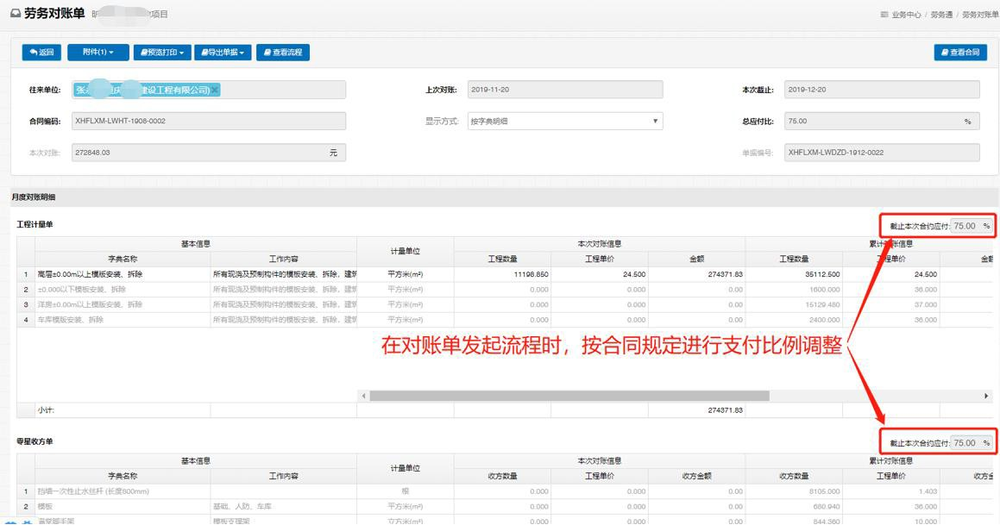 劳务对账单 项目
业务中心 / 劳务通 / 劳务对账单
返回 附件(1) 预览打印 导出单据 查看流程 查看合同
往来单位: 张 建设工程有限公司)× 上次对账: 2019-11-20 本次截止: 2019-12-20
合同编码: XHFLXM-LWHT-1908-0002 显示方式: 按字典明细 总应付比: 75.00 %
本次对账: 272848.03 元 单据编号: XHFLXM-LWDZD-1912-0022
月度对账明细
工程计量单 截止本次合约应付: 75.00 %
基本信息 计量单位 本次对账信息 累计对账信息
字典名称 工作内容 工程数量 工程单价 金额 工程数量 工程单价 金额
1 高层±0.00m以上模板安装、拆除 所有现浇及预制构件的模板安装、拆除，建筑 平方米(m²) 11198.850 24.500 274371.83 35112.500 24.500
2 ±0.000以下模板安装、拆除 所有现浇及预制构件的模板安装、拆除，建筑 平方米(m²) 0.000 0.000 0.00 1600.000 36.000
3 洋房±0.00m以上模板安装、拆除 所有现浇及预制构件的模板安装、拆除，建筑 平方米(m²) 0.000 0.000 0.00 15129.480 37.000
4 车库模板安装、拆除 所有现浇及预制构件的模板安装、拆除，建筑 平方米(m²) 0.000 0.000 0.00 2400.000 36.000
在对账单发起流程时，按合同规定进行支付比例调整
小计: 274371.83
零星收方单 截止本次合约应付: 75.00 %
基本信息 计量单位 本次对账信息 累计对账信息
字典名称 工作内容 收方数量 工程单价 收方金额 收方数量 工程单价 收方金
1 挡墙一次性止水丝杆 (长度800mm) 根 0.000 0.000 0.00 8105.000 1.403
2 模板 基础、人防、车库 平方米(m²) 0.000 0.000 0.00 680.940 36.000
满堂脚手架 模板支撑架 立方米(m³) 0.000 0.000 0.00 844.360 10.000